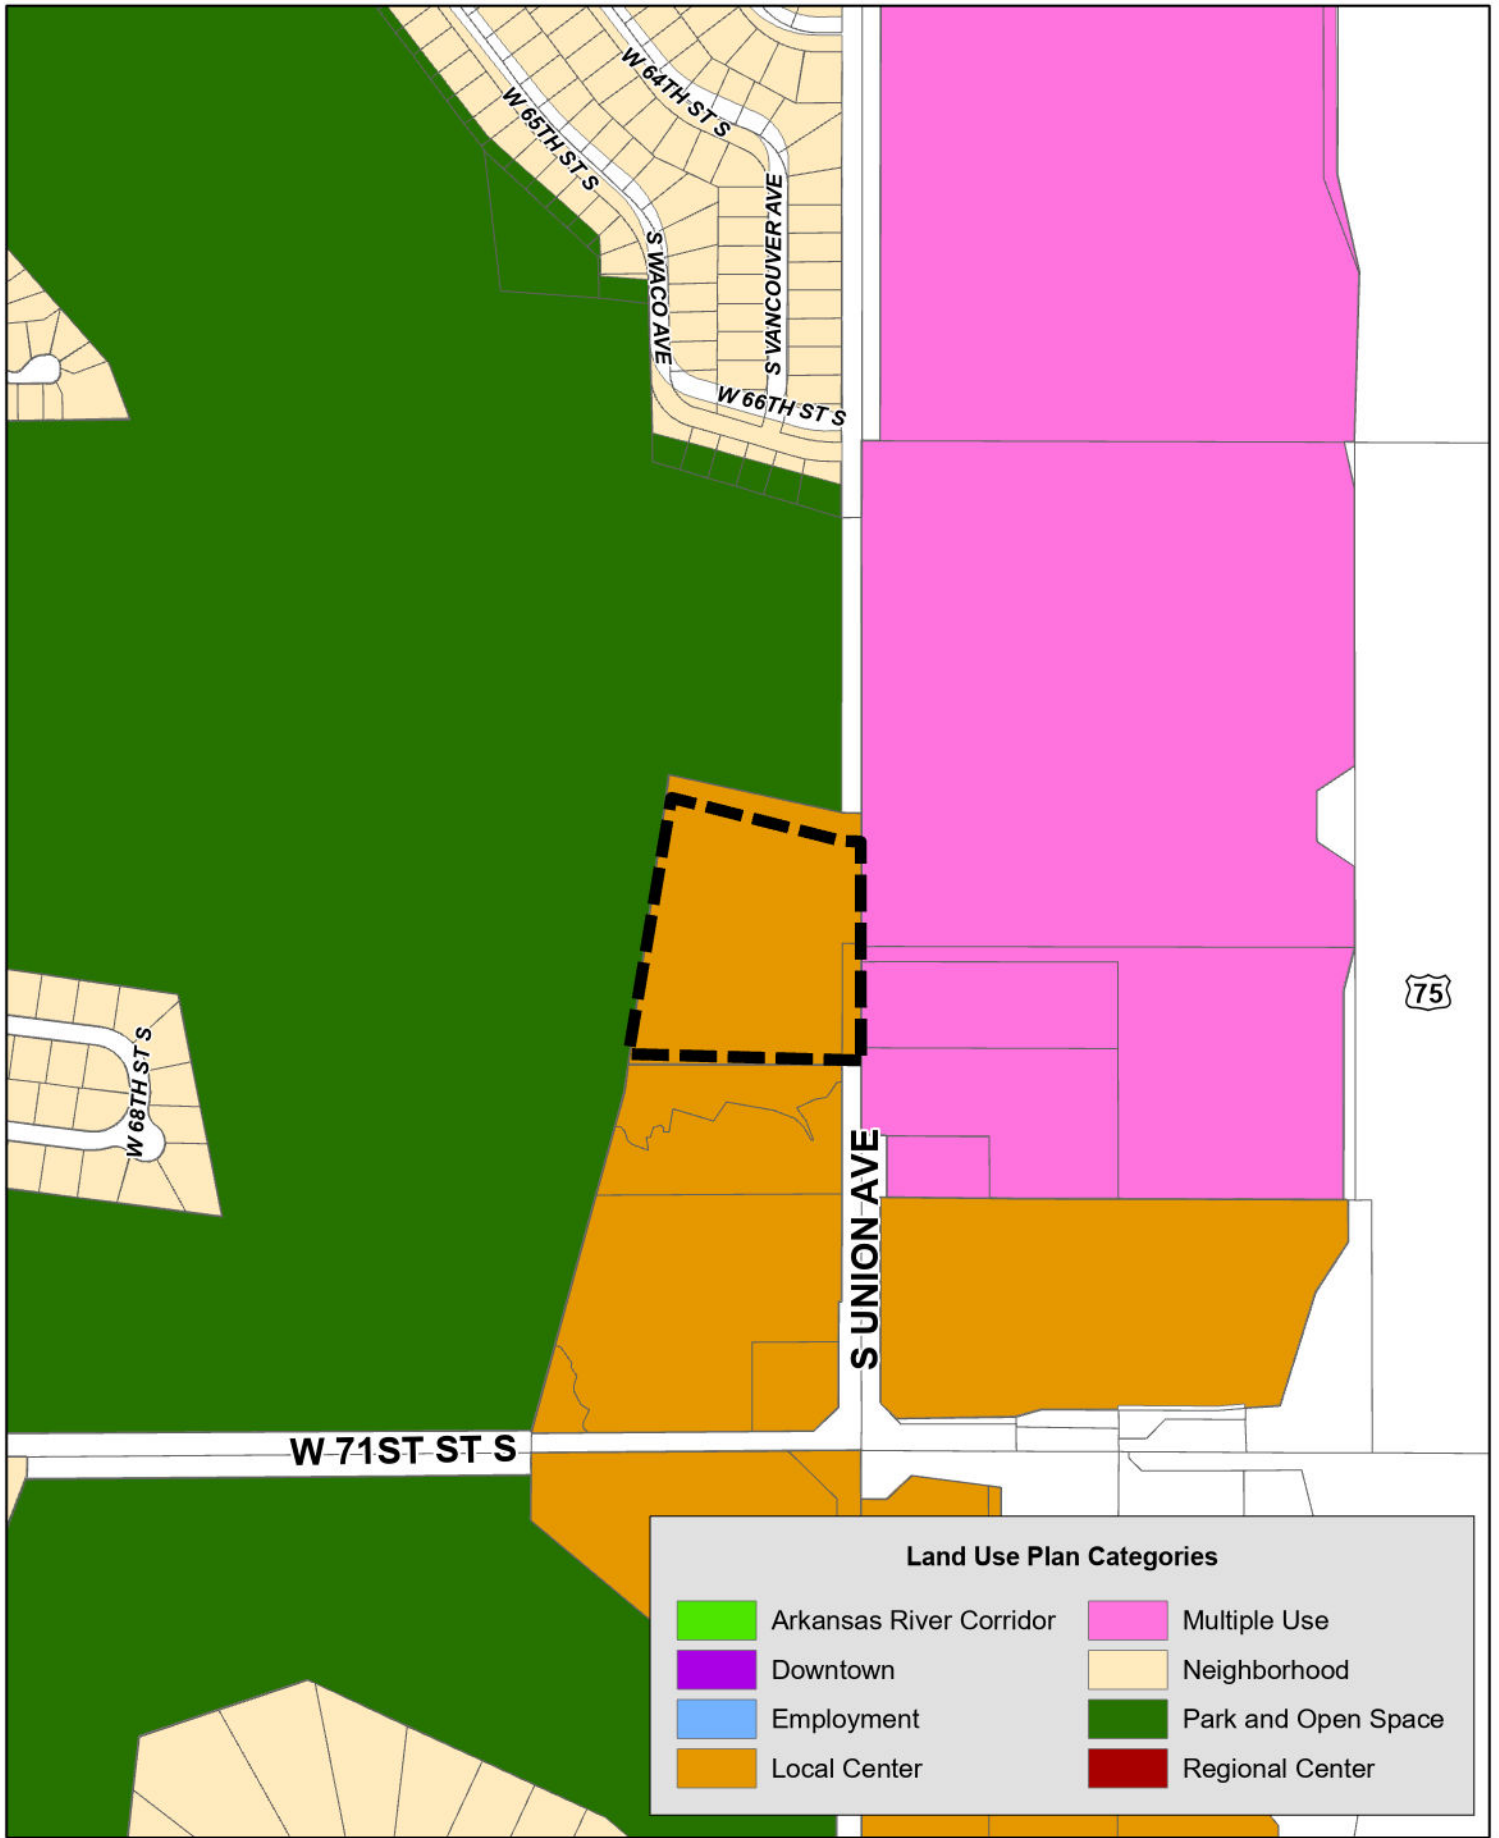 W 64TH ST S
W 65TH ST S
S WACO AVE
S VANCOUVER AVE
W 66TH ST S
75
W 68TH ST S
S UNION AVE
W 71ST ST S
Land Use Plan Categories
Arkansas River Corridor
Multiple Use
Downtown
Neighborhood
Employment
Park and Open Space
Local Center
Regional Center